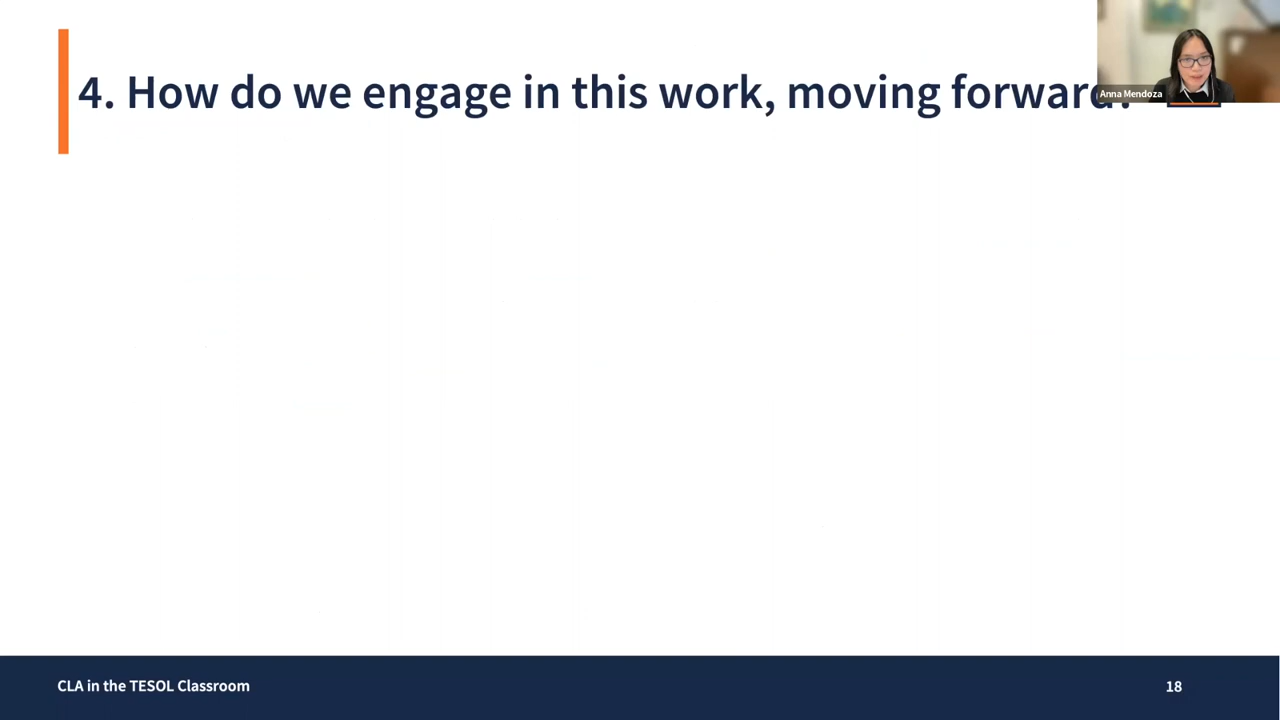 4. How do we engage in this work, moving forward?
Anna Mendoza
CLA in the TESOL Classroom
18